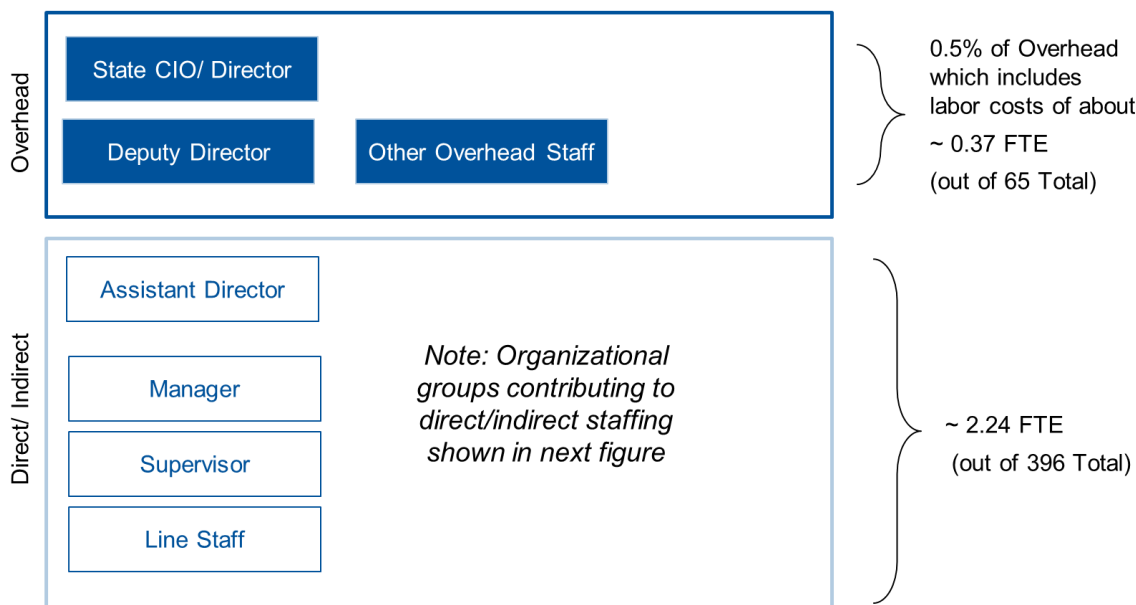 Overhead
State CIO/ Director
Deputy Director
Other Overhead Staff
0.5% of Overhead
which includes
labor costs of about
~ 0.37 FTE
(out of 65 Total)
Direct/ Indirect
Assistant Director
Manager
Supervisor
Line Staff
Note: Organizational
groups contributing to
direct/indirect staffing
shown in next figure
~ 2.24 FTE
(out of 396 Total)